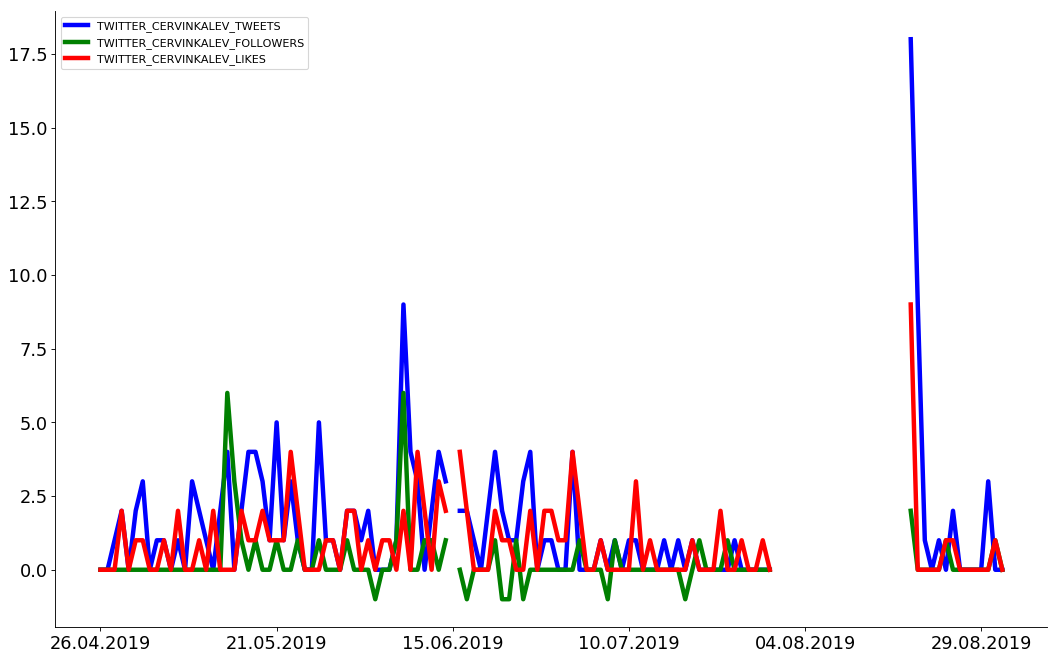 TWITTER_CERVINKALEV_TWEETS
TWITTER_CERVINKALEV_FOLLOWERS
TWITTER_CERVINKALEV_LIKES
17.5
15.0
12.5
10.0
7.5
5.0
2.5
0.0
26.04.2019 21.05.2019 15.06.2019 10.07.2019 04.08.2019 29.08.2019